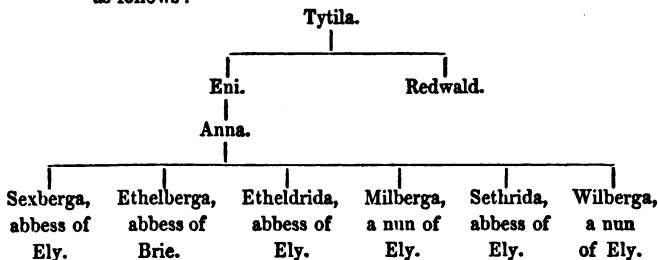 as follows :
Tytila.
Eni. Redwald.
Anna.
Sexberga, Ethelberga, Etheldrida, Milberga, Sethrida, Wilberga,
abbess of abbess of abbess of a nun of abbess of a nun
Ely. Brie. Ely. Ely. Ely. of Ely.